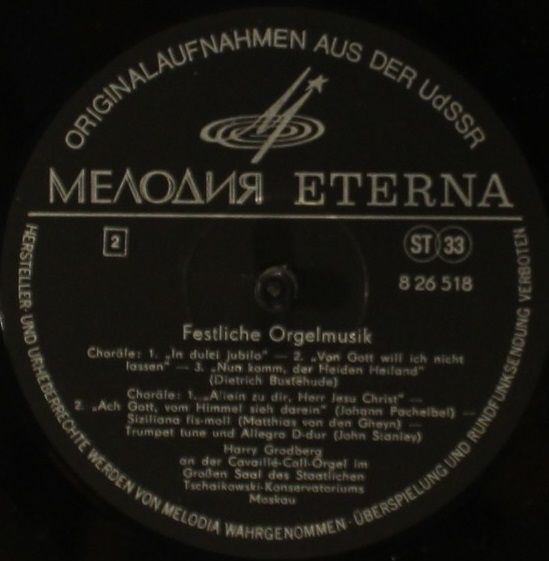 ORIGINALAUFNAHMEN AUS DER UdSSR
МЕЛОДИЯ ETERNA
2
ST 33
8 26 518
Festliche Orgelmusik
Choräle: 1. „In dulci jubilo" — 2. „Von Gott will ich nicht
lassen" — 3. „Nun komm, der Heiden Heiland"
(Dietrich Buxtehude)
Choräle: 1. „Allein zu dir, Herr Jesu Christ" —
2. „Ach Gott, vom Himmel sieh darein" (Johann Pachelbel) —
Siziliana fis-moll (Matthias van den Gheyn) —
Trumpet tune und Allegro D-dur (John Stanley)
Harry Grodberg
an der Cavaillé-Coll-Orgel im
Großen Saal des Staatlichen
Tschaikowski-Konservatoriums
Moskau
HERSTELLER- UND URHEBERRECHTE WERDEN VON MELODIA WAHRGENOMMEN · ÜBERSPIELUNG UND RUNDFUNKSENDUNG VERBOTEN